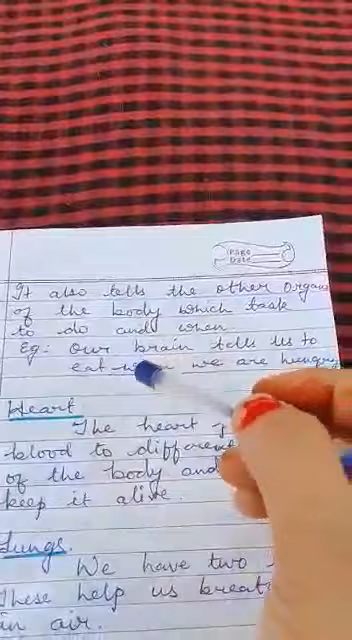 Page
Date
It also tells the other Organs
of the body which task
to do and when
Eg: Our brain tells us to
eat we are hungry
Heart
The heart
blood to different
of the body and
keep it alive.
Lungs.
We have two
These help us
in air.